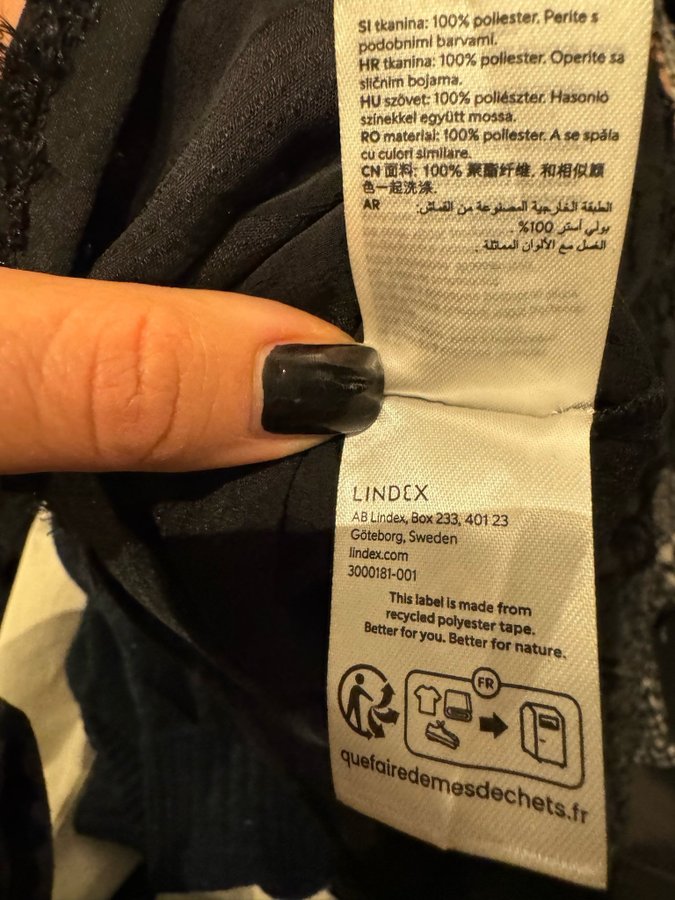 SI tkanina: 100% poliester. Perite s
podobnimi barvami.
HR tkanina: 100% poliester. Operite sa
sličnim bojama.
HU szövet: 100% poliészter. Hasonló
színekkel együtt mossa.
RO material: 100% poliester. A se spăla
cu culori similare.
CN 面料: 100% 聚酯纤维. 和相似颜
色一起洗涤.
AR الطبقة الخارجية المصنوعة من القماش:
بولي أستر 100%.
الغسل مع الألوان المماثلة.
LINDEX
AB Lindex, Box 233, 401 23
Göteborg, Sweden
lindex.com
3000181-001
This label is made from
recycled polyester tape.
Better for you. Better for nature.
FR
quefairedemesdechets.fr